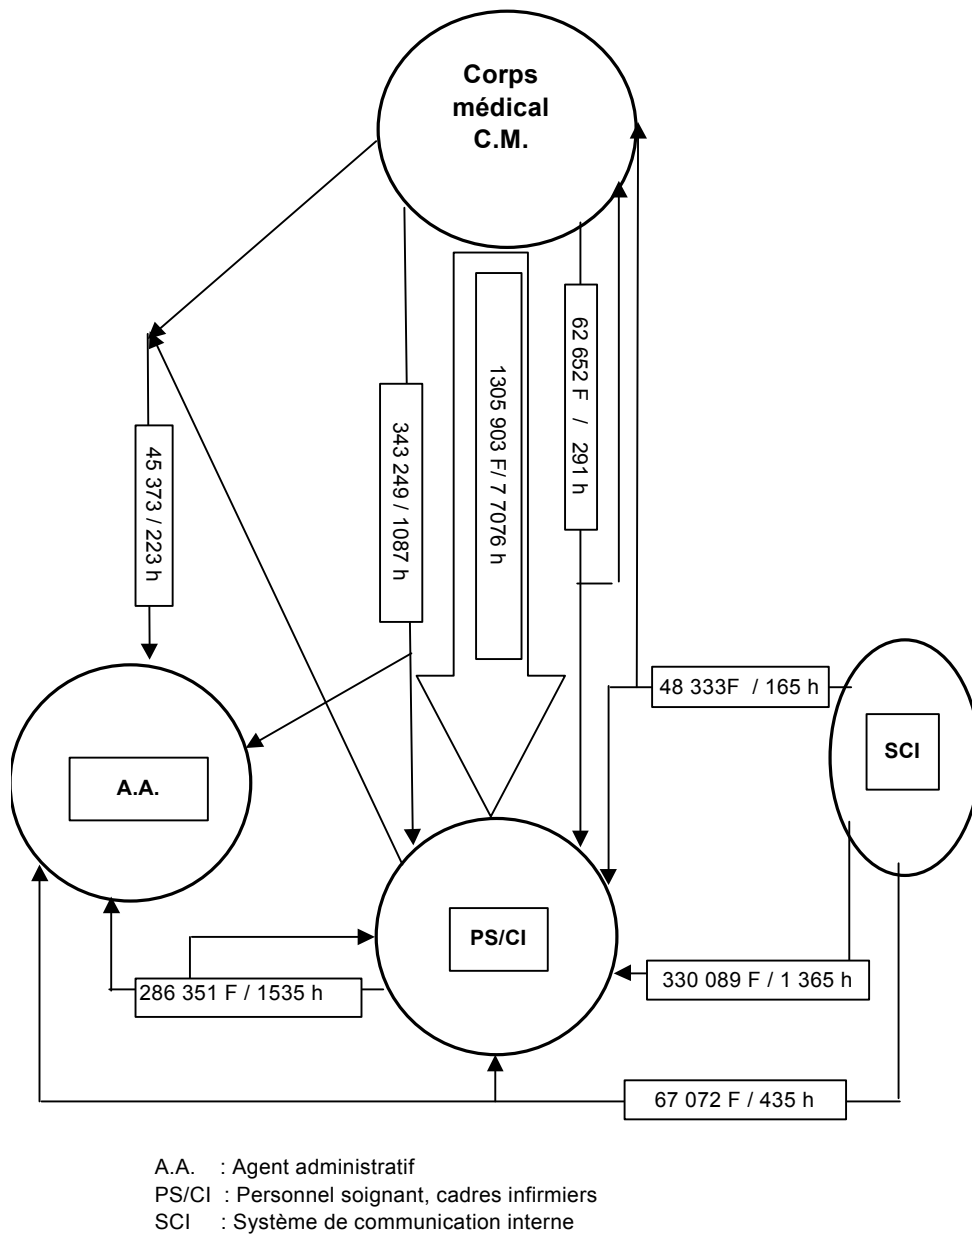 Corps
médical
C.M.
62 652 F / 291 h
1305 903 F/ 7 7076 h
343 249 / 1087 h
45 373 / 223 h
48 333F / 165 h
SCI
A.A.
PS/CI
330 089 F / 1 365 h
286 351 F / 1535 h
67 072 F / 435 h
A.A. : Agent administratif
PS/CI : Personnel soignant, cadres infirmiers
SCI : Système de communication interne